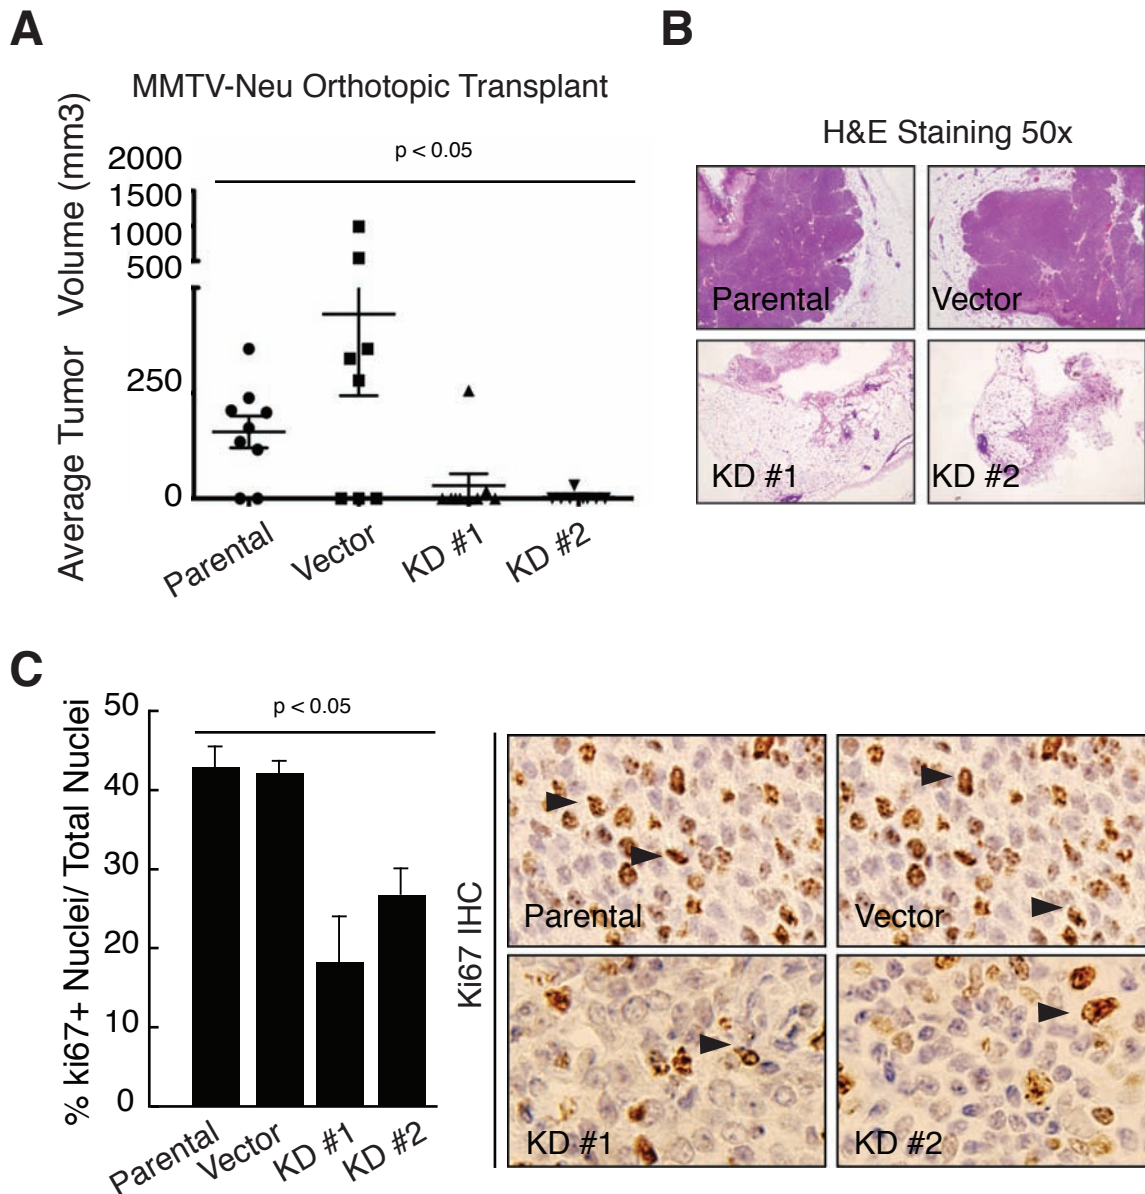 A
MMTV-Neu Orthotopic Transplant
Average Tumor Volume (mm3)
p < 0.05
2000
1500
1000
500
250
0
Parental
Vector
KD #1
KD #2
B
H&E Staining 50x
Parental
Vector
KD #1
KD #2
C
% ki67+ Nuclei/ Total Nuclei
p < 0.05
50
40
30
20
10
0
Parental
Vector
KD #1
KD #2
Ki67 IHC
Parental
Vector
KD #1
KD #2